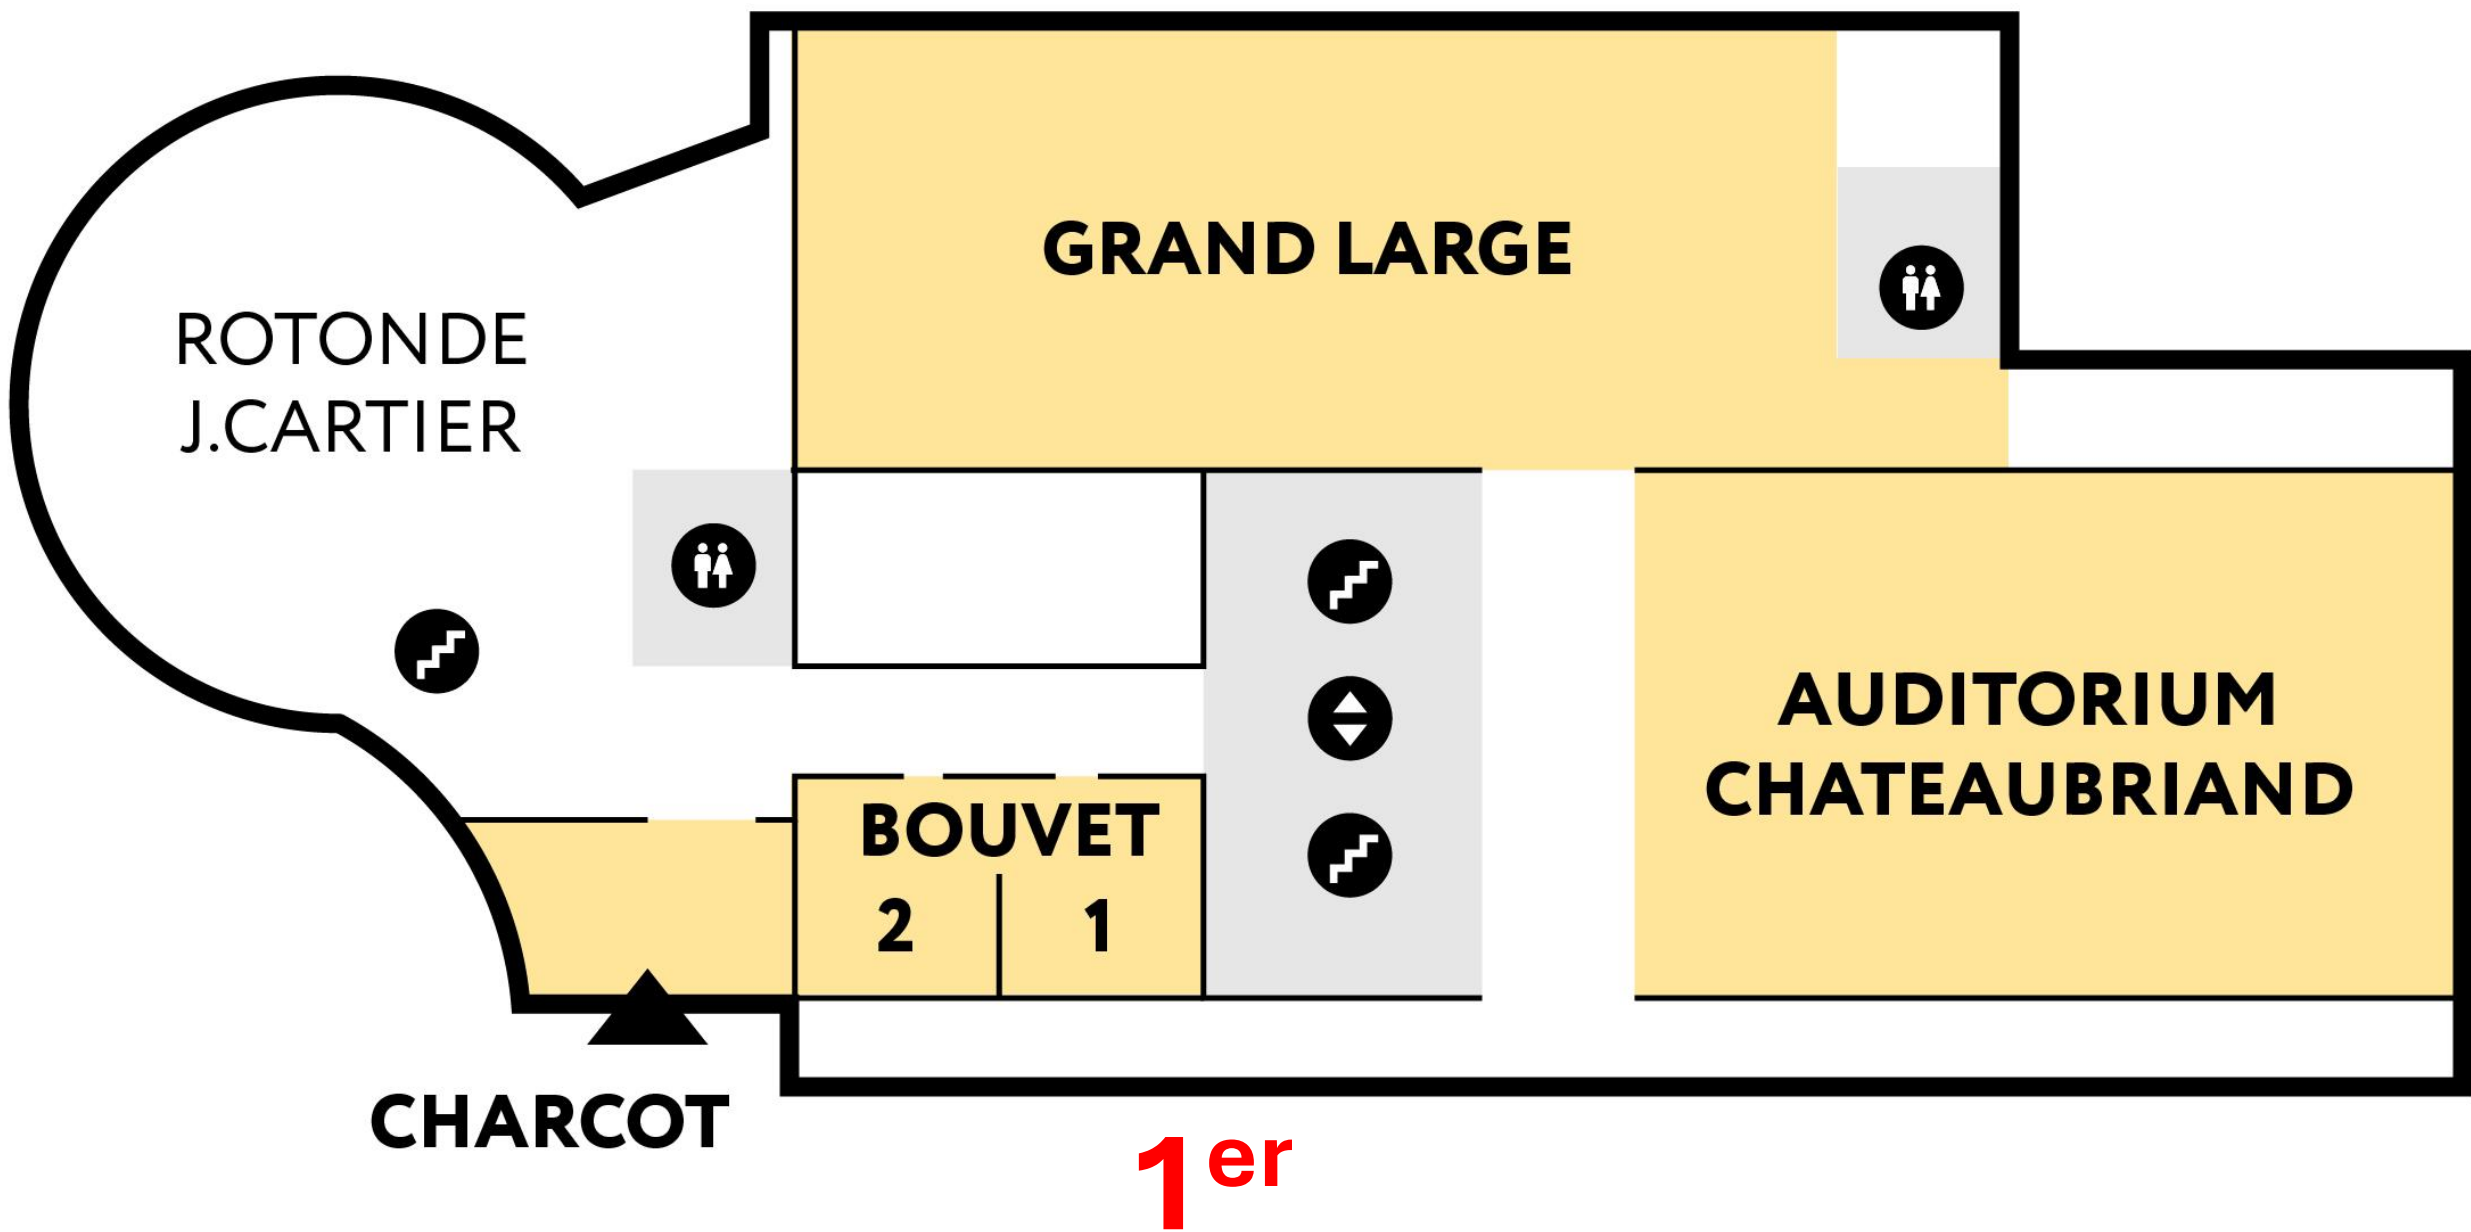 GRAND LARGE
ROTONDE
J.CARTIER
AUDITORIUM
CHATEAUBRIAND
BOUVET
2 1
CHARCOT
1er